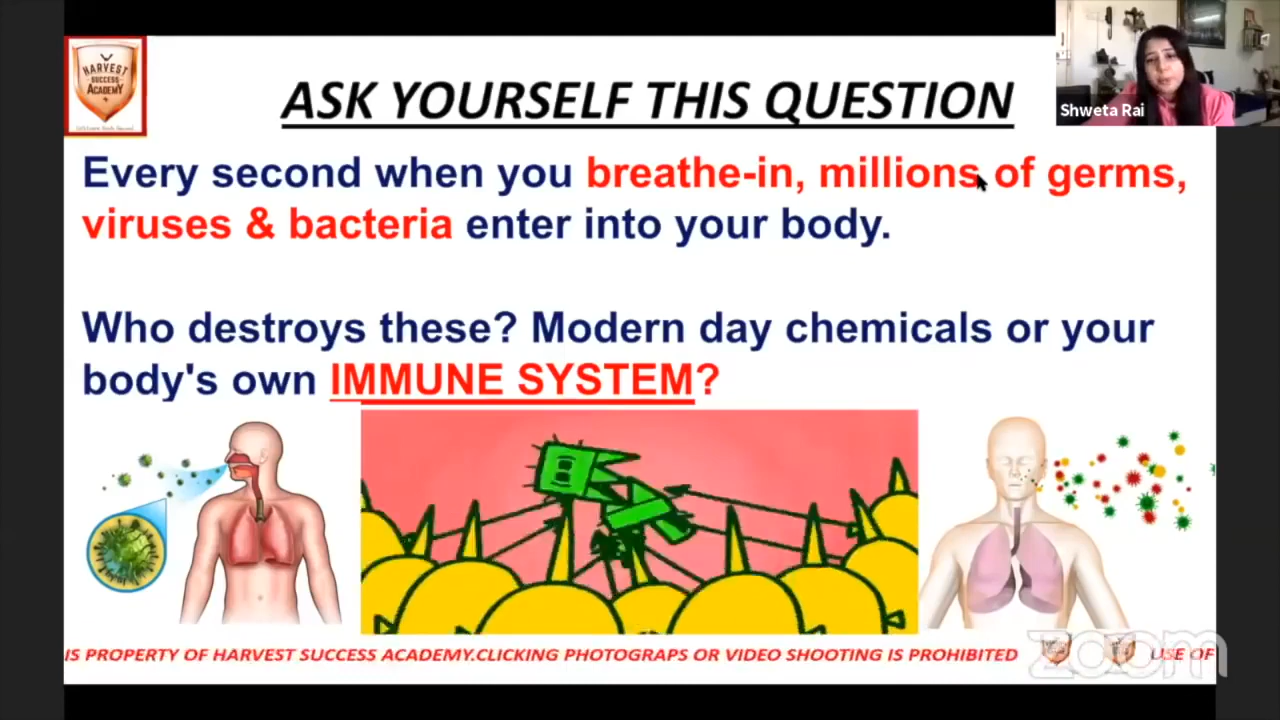 HARVEST
SUCCESS
ACADEMY
ASK YOURSELF THIS QUESTION
Shweta Rai
Every second when you breathe-in, millions of germs,
viruses & bacteria enter into your body.
Who destroys these? Modern day chemicals or your
body's own IMMUNE SYSTEM?
IS PROPERTY OF HARVEST SUCCESS ACADEMY.CLICKING PHOTOGRAPS OR VIDEO SHOOTING IS PROHIBITED
USE OF
zoom